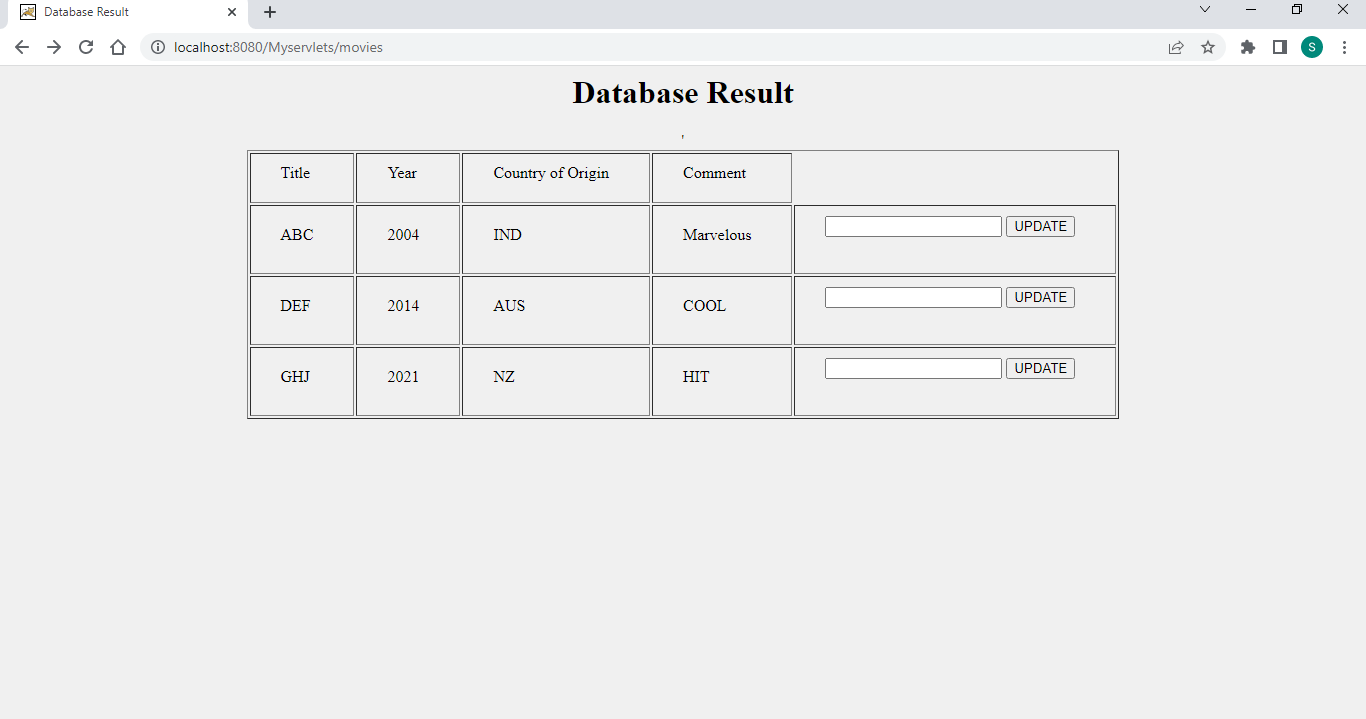 Database Result
localhost:8080/Myservlets/movies
S
Database Result
'
Title Year Country of Origin Comment
ABC 2004 IND Marvelous UPDATE
DEF 2014 AUS COOL UPDATE
GHJ 2021 NZ HIT UPDATE